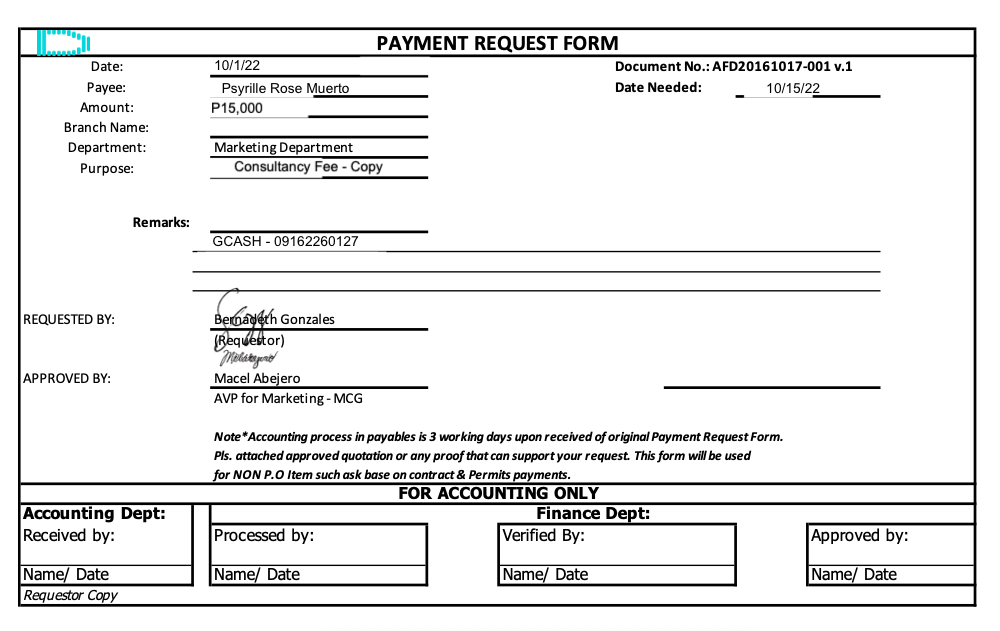 PAYMENT REQUEST FORM
Date: 10/1/22 Document No.: AFD20161017-001 v.1
Payee: Psyrille Rose Muerto Date Needed: 10/15/22
Amount: P15,000
Branch Name:
Department: Marketing Department
Purpose: Consultancy Fee - Copy
Remarks:
GCASH - 09162260127
REQUESTED BY: Bernadeth Gonzales
(Requestor)
APPROVED BY: Macel Abejero
AVP for Marketing - MCG
Note*Accounting process in payables is 3 working days upon received of original Payment Request Form.
Pls. attached approved quotation or any proof that can support your request. This form will be used
for NON P.O Item such ask base on contract & Permits payments.
FOR ACCOUNTING ONLY
Accounting Dept: Finance Dept:
Received by: Processed by: Verified By: Approved by:
Name/ Date Name/ Date Name/ Date Name/ Date
Requestor Copy